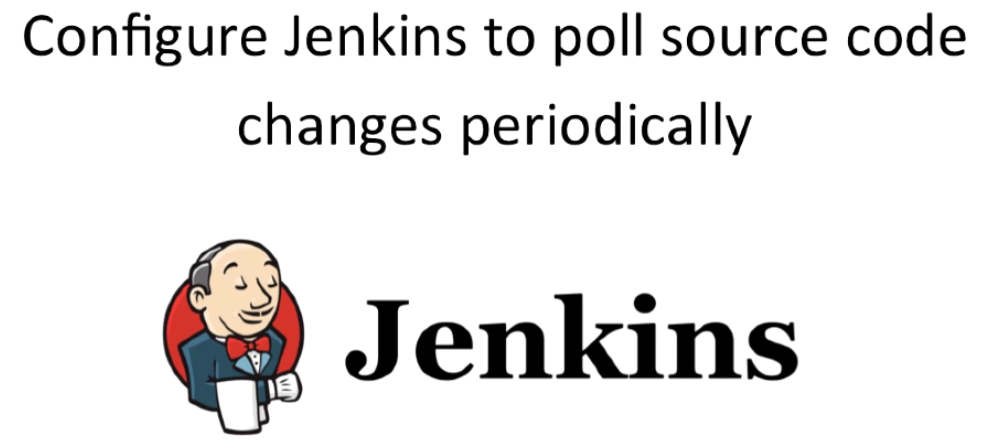 Configure Jenkins to poll source code
changes periodically
Jenkins